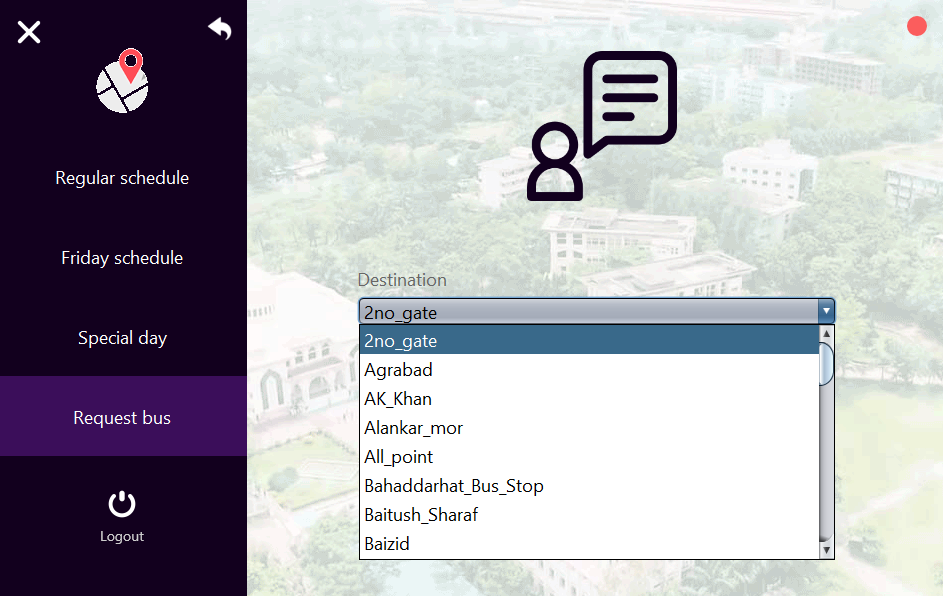 Regular schedule
Friday schedule
Special day
Request bus
Logout
Destination
2no_gate
2no_gate
Agrabad
AK_Khan
Alankar_mor
All_point
Bahaddarhat_Bus_Stop
Baitush_Sharaf
Baizid